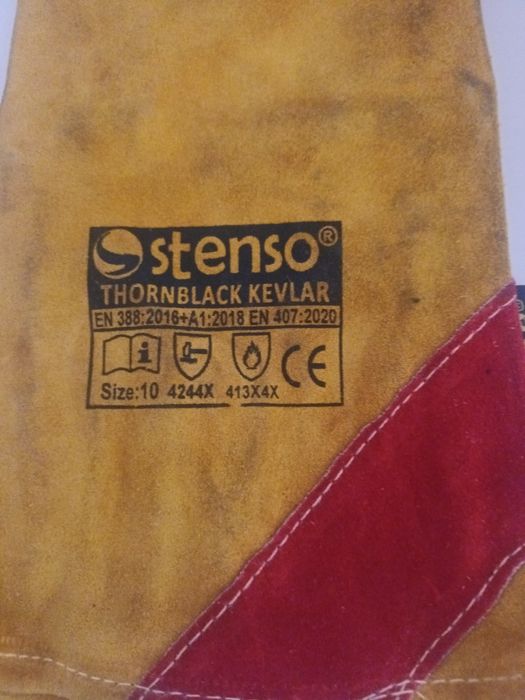 stenso®
THORNBLACK KEVLAR
EN 388:2016+A1:2018 EN 407:2020
i CE
Size:10 4244X 413X4X